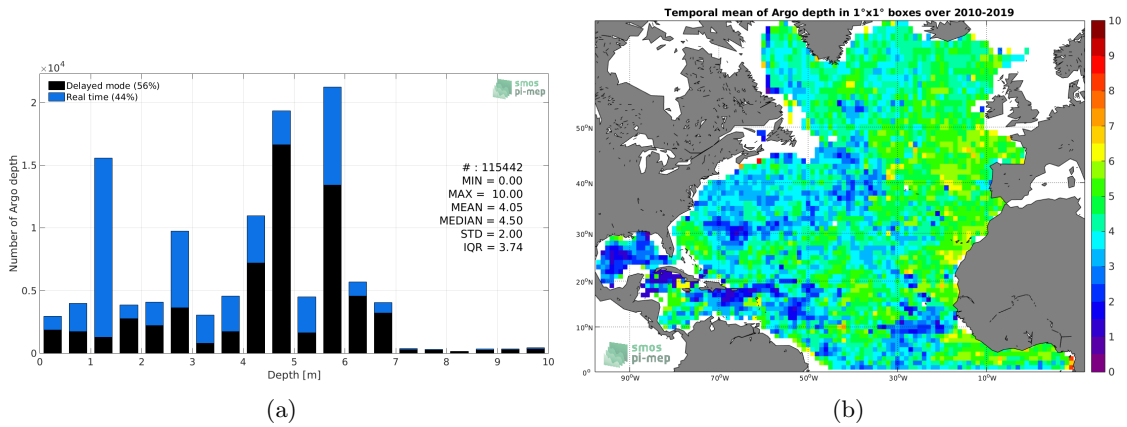 ×10⁴
Delayed mode (56%)
Real time (44%)
smos
pi-mep
2
1.5
1
0.5
0
Number of Argo depth
# : 115442
MIN = 0.00
MAX = 10.00
MEAN = 4.05
MEDIAN = 4.50
STD = 2.00
IQR = 3.74
0 1 2 3 4 5 6 7 8 9 10
Depth [m]
(a)
Temporal mean of Argo depth in 1°x1° boxes over 2010-2019
50°N
40°N
30°N
20°N
10°N
0°
90°W 70°W 50°W 30°W 10°W
smos
pi-mep
10
9
8
7
6
5
4
3
2
1
0
(b)